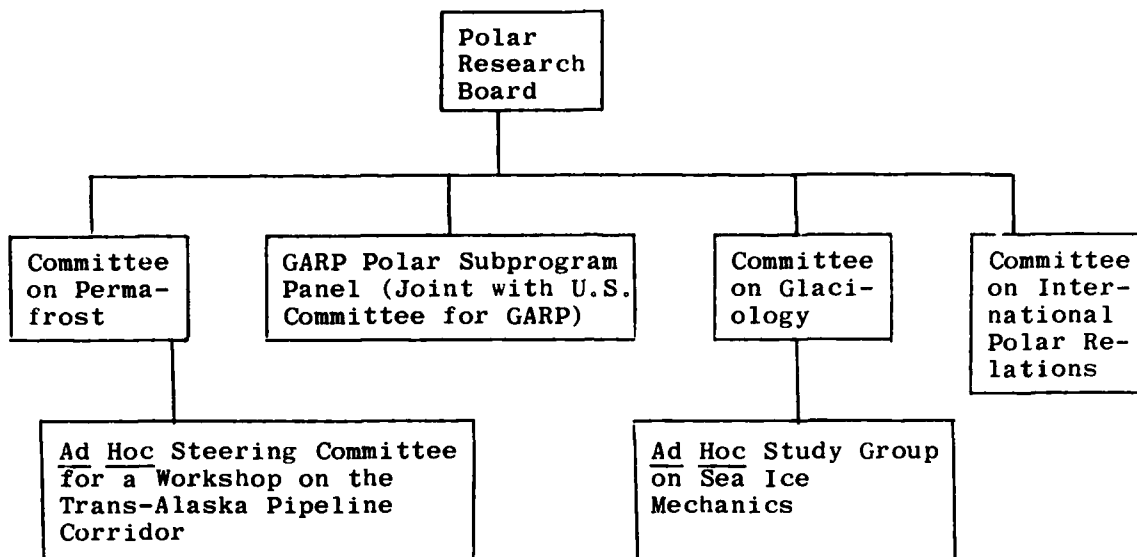 Polar
Research
Board
Committee
on Perma-
frost
GARP Polar Subprogram
Panel (Joint with U.S.
Committee for GARP)
Committee
on Glaci-
ology
Committee
on Inter-
national
Polar Re-
lations
Ad Hoc Steering Committee
for a Workshop on the
Trans-Alaska Pipeline
Corridor
Ad Hoc Study Group
on Sea Ice
Mechanics